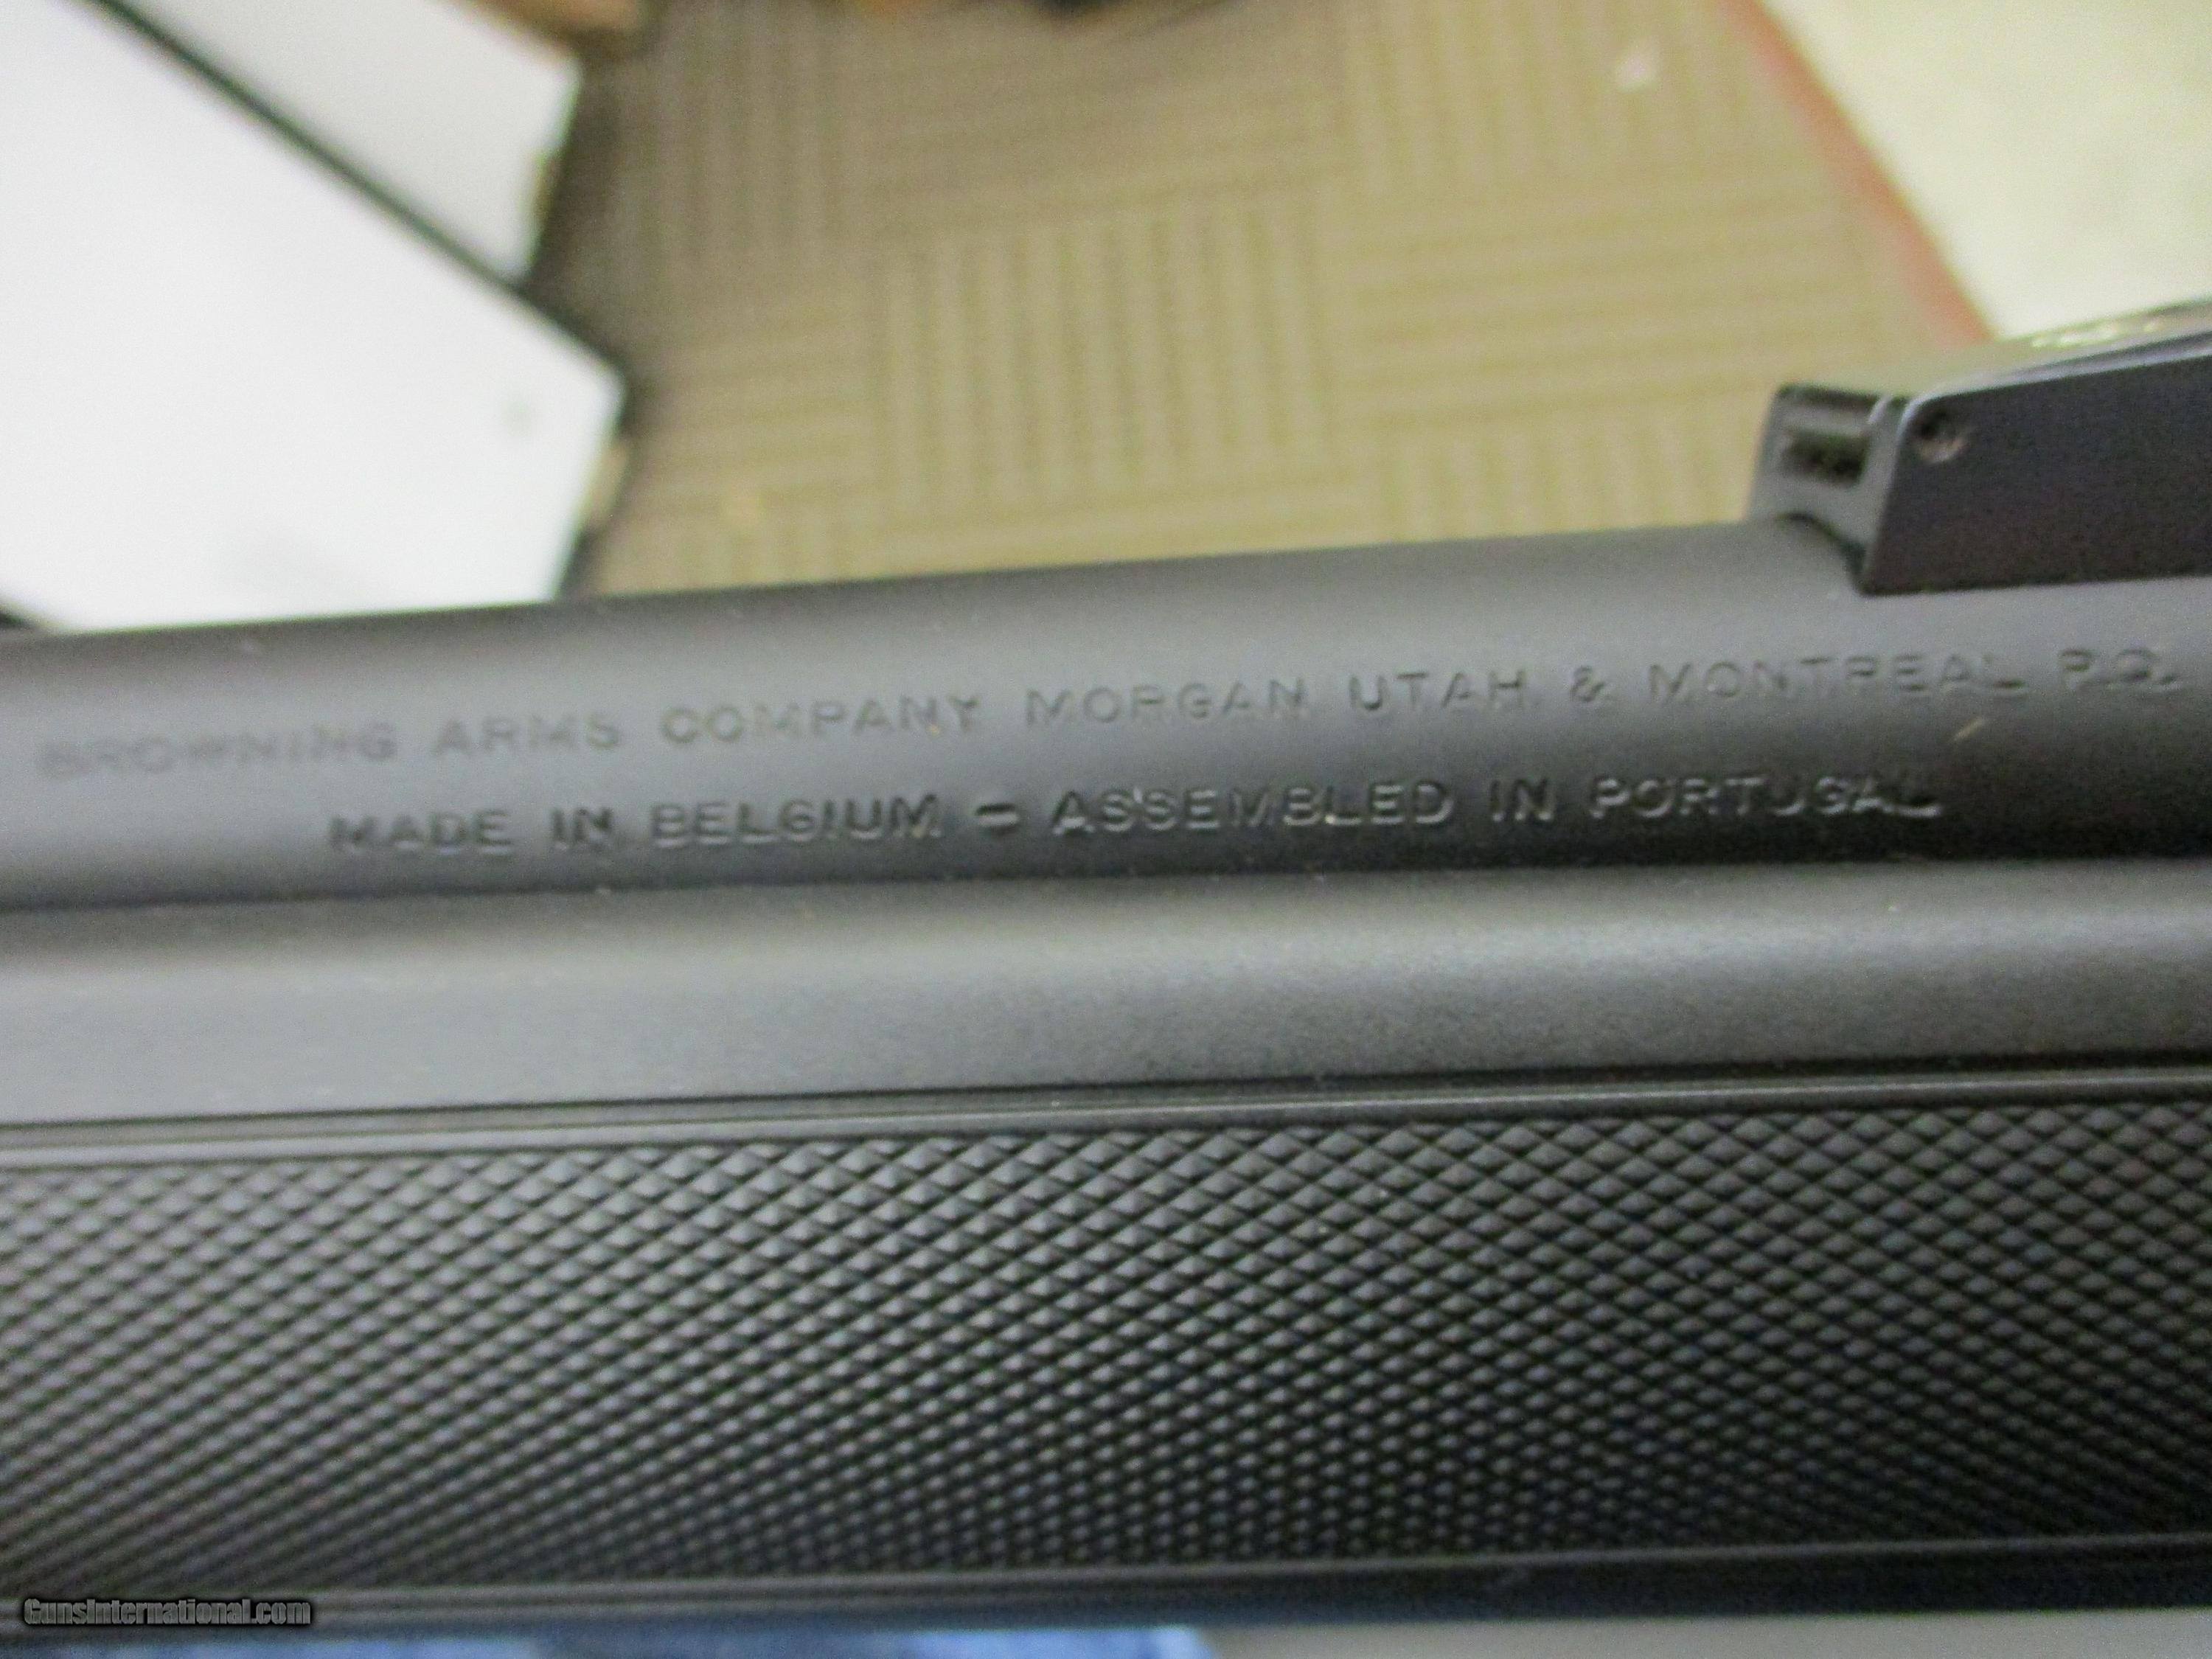 BROWNING ARMS COMPANY MORGAN UTAH & MONTREAL P.Q.
MADE IN BELGIUM - ASSEMBLED IN PORTUGAL
GunsInternational.com